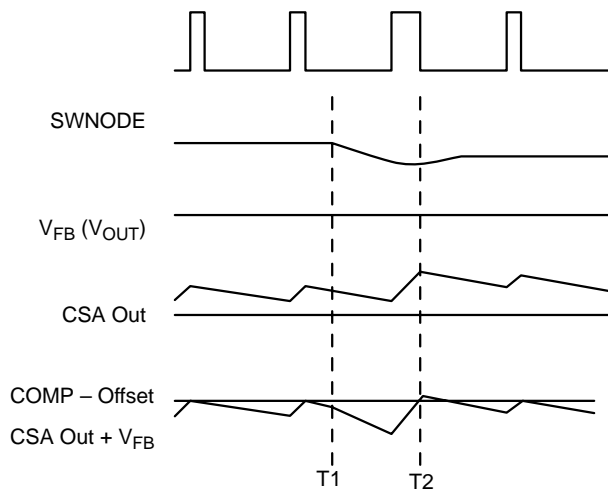 SWNODE
V_FB (V_OUT)
CSA Out
COMP – Offset
CSA Out + V_FB
T1 T2